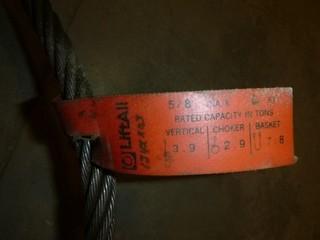 LiftAll
5/8
RATED CAPACITY IN TONS
VERTICAL CHOKER BASKET
3.9 2.9 7.8